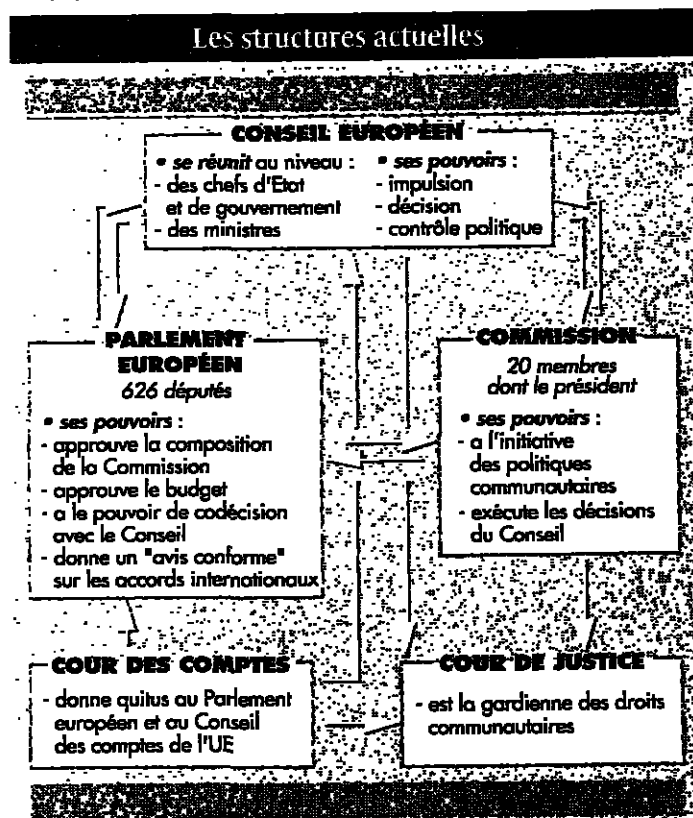 Les structures actuelles
CONSEIL EUROPÉEN
• se réunit au niveau :
- des chefs d'Etat
et de gouvernement
- des ministres
• ses pouvoirs :
- impulsion
- décision
- contrôle politique
PARLEMENT
EUROPÉEN
626 députés
• ses pouvoirs :
- approuve la composition
de la Commission
- approuve le budget
- a le pouvoir de codécision
avec le Conseil
- donne un "avis conforme"
sur les accords internationaux
COMMISSION
20 membres
dont le président
• ses pouvoirs :
- a l'initiative
des politiques
communautaires
- exécute les décisions
du Conseil
COUR DES COMPTES
- donne quitus au Parlement
européen et au Conseil
des comptes de l'UE
COUR DE JUSTICE
- est la gardienne des droits
communautaires